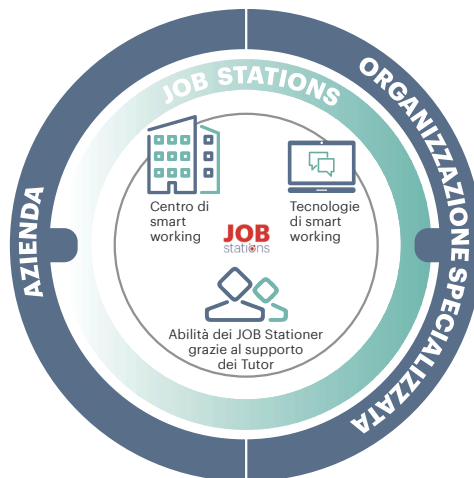 JOB STATIONS
AZIENDA
ORGANIZZAZIONE SPECIALIZZATA
Centro di
smart
working
Tecnologie
di smart
working
JOB
stations
Abilità dei JOB Stationer
grazie al supporto
dei Tutor